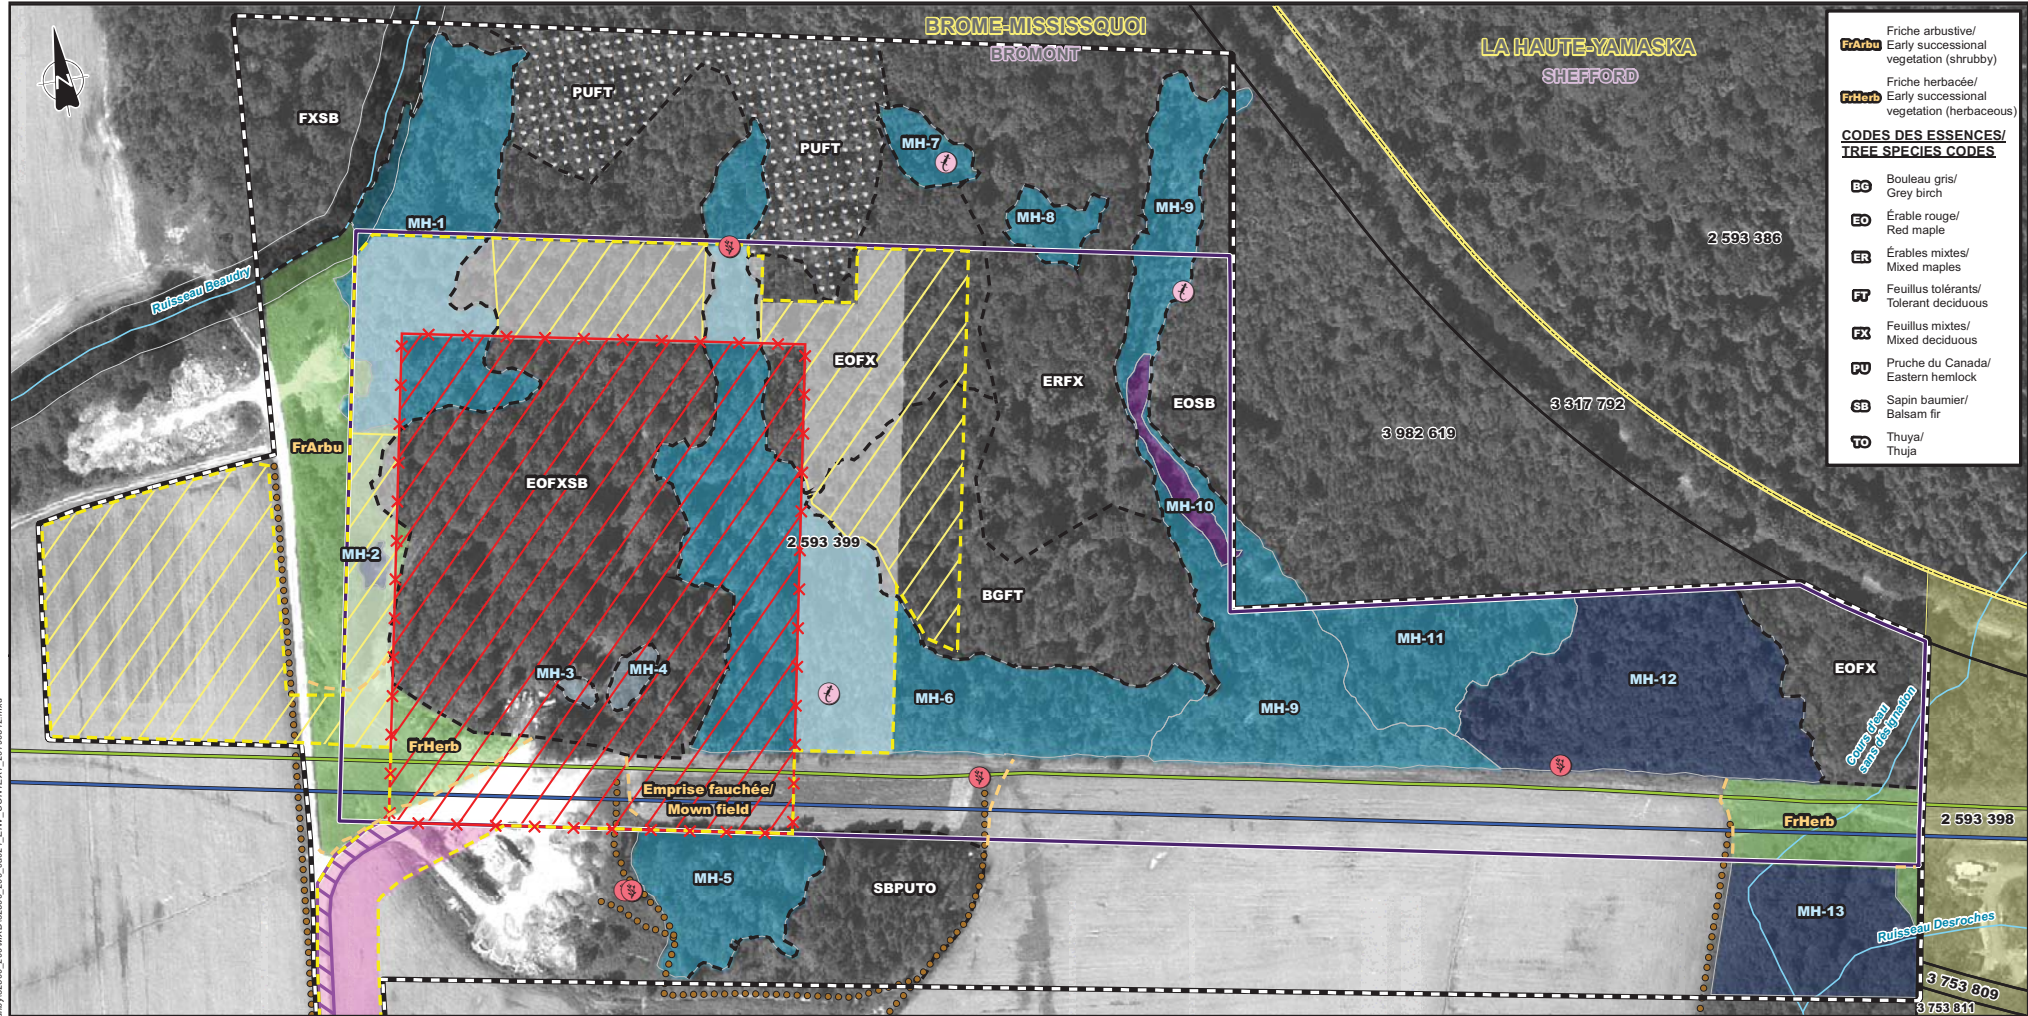 BROME-MISSISSQUOI
BROMONT
LA HAUTE-YAMASKA
SHEFFORD
N
FrArbu
Friche arbustive/
Early successional
vegetation (shrubby)
FrHerb
Friche herbacée/
Early successional
vegetation (herbaceous)
CODES DES ESSENCES/
TREE SPECIES CODES
BG
Bouleau gris/
Grey birch
EO
Érable rouge/
Red maple
ER
Érables mixtes/
Mixed maples
FT
Feuillus tolérants/
Tolerant deciduous
FX
Feuillus mixtes/
Mixed deciduous
PU
Pruche du Canada/
Eastern hemlock
SB
Sapin baumier/
Balsam fir
TO
Thuya/
Thuja
FXSB
PUFT
PUFT
MH-7
MH-8
MH-9
MH-1
2 593 386
Ruisseau Beaudry
EOFX
ERFX
EOSB
3 317 792
3 982 619
FrArbu
EOFXSB
MH-10
2 593 399
MH-2
BGFT
MH-11
MH-3
MH-4
MH-6
MH-9
MH-12
EOFX
Cours d'eau
sans désignation
FrHerb
Emprise fauchée/
Mown field
FrHerb
2 593 398
MH-5
SBPUTO
MH-13
Ruisseau Desroches
3 753 809
3 753 811